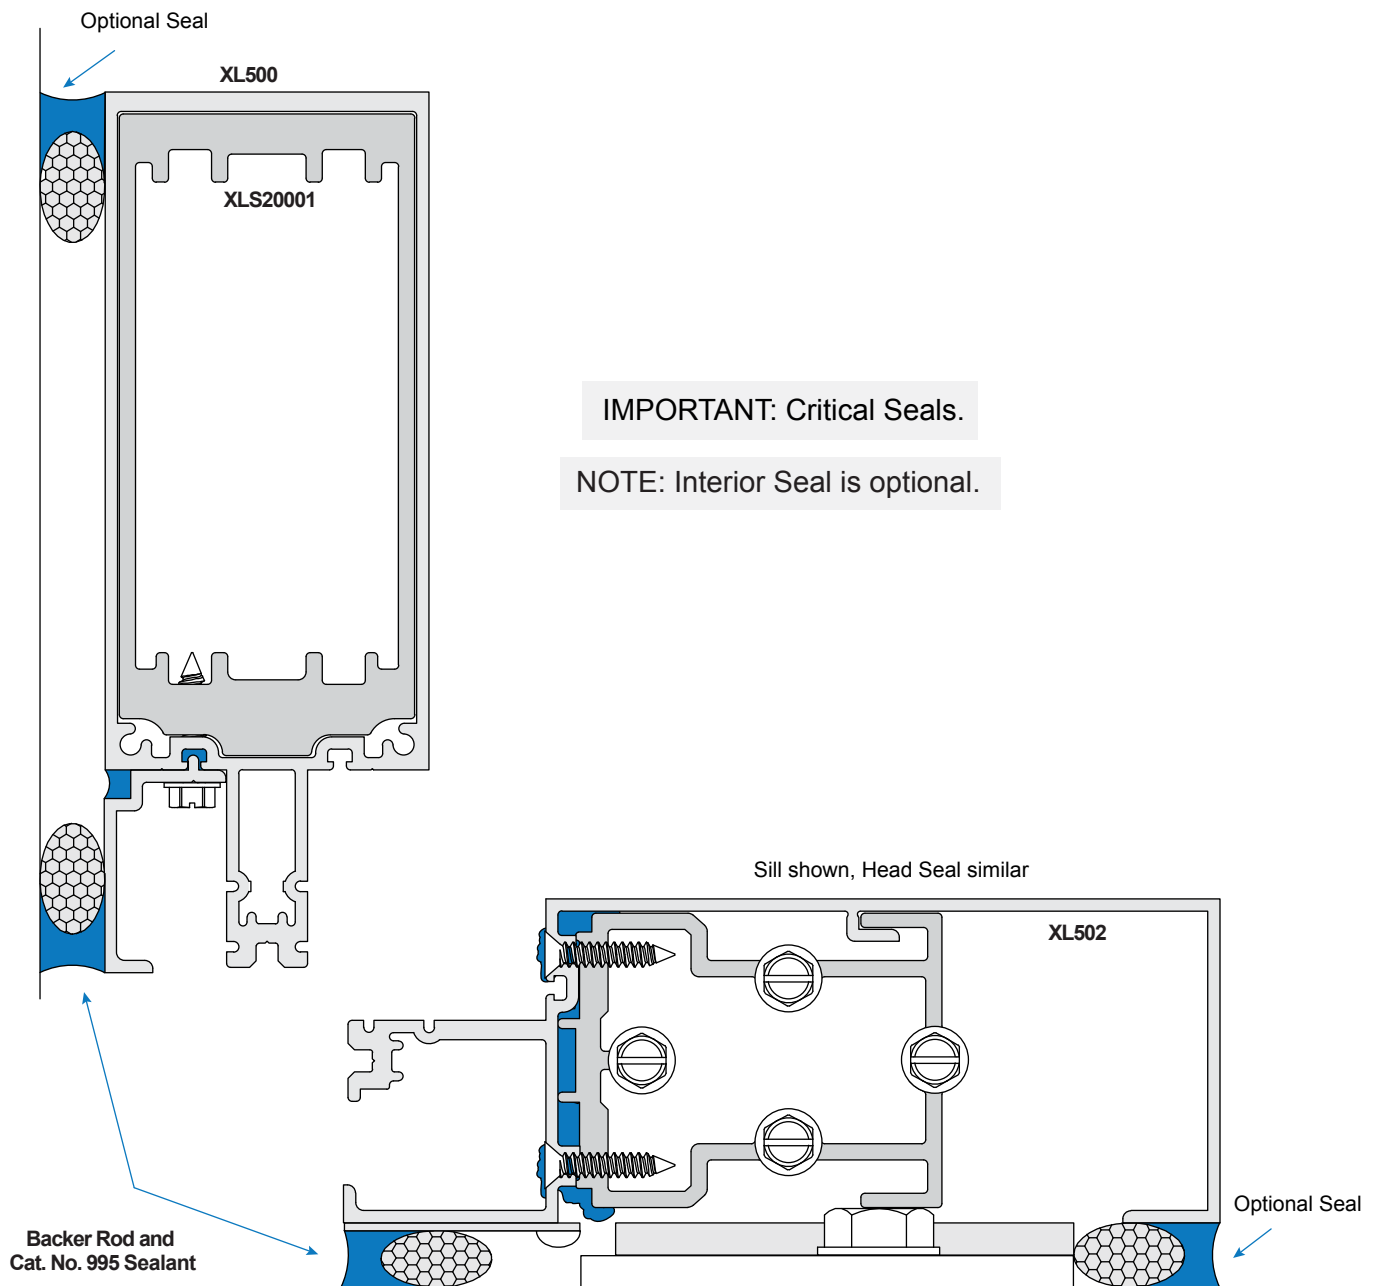 Optional Seal
XL500
XLS20001
IMPORTANT: Critical Seals.
NOTE: Interior Seal is optional.
Sill shown, Head Seal similar
XL502
Optional Seal
Backer Rod and
Cat. No. 995 Sealant